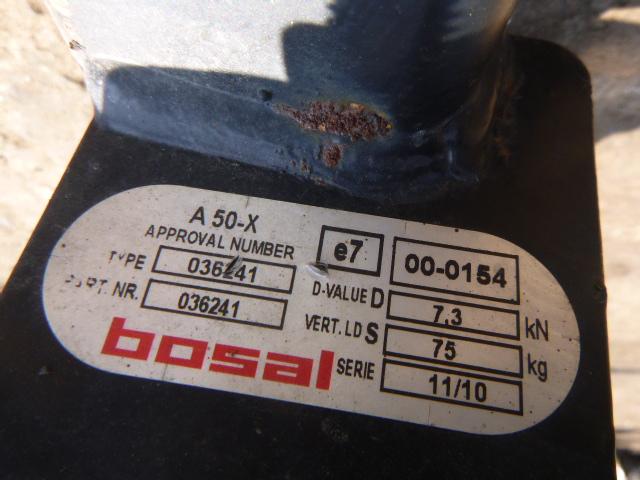 A 50-X
APPROVAL NUMBER e7 00-0154
TYPE 036241 D-VALUE D 7,3 kN
PART. NR. 036241 VERT. LD S 75 kg
bosal SERIE 11/10